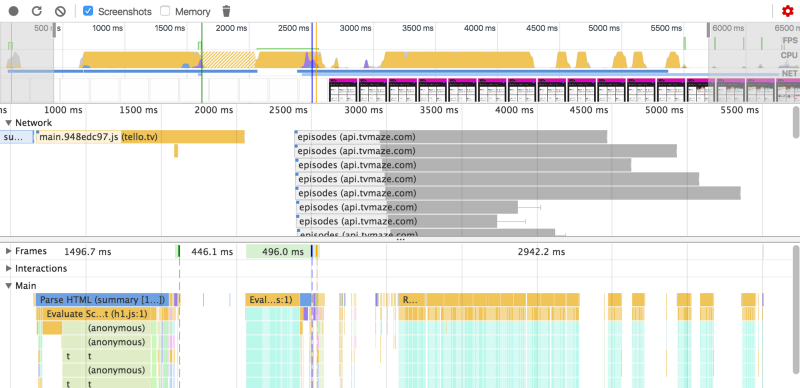 Screenshots Memory
500 ms 1000 ms 1500 ms 2000 ms 2500 ms 3000 ms 3500 ms 4000 ms 4500 ms 5000 ms 5500 ms 6000 ms 6500 m
FPS
CPU
NET
ms 1000 ms 1500 ms 2000 ms 2500 ms 3000 ms 3500 ms 4000 ms 4500 ms 5000 ms 5500 ms
Network
su... main.948edc97.js (tello.tv) episodes (api.tvmaze.com)
episodes (api.tvmaze.com)
episodes (api.tvmaze.com)
episodes (api.tvmaze.com)
episodes (api.tvmaze.com)
episodes (api.tvmaze.com)
episodes (api.tvmaze.com)
episodes (api.tvmaze.com)
Frames 1496.7 ms 446.1 ms 496.0 ms 2942.2 ms
Interactions
Main
Parse HTML (summary [1...]) Eval...s:1) R...
Evaluate Sc...t (h1.js:1)
(anonymous)
(anonymous)
t t
(anonymous)
t t